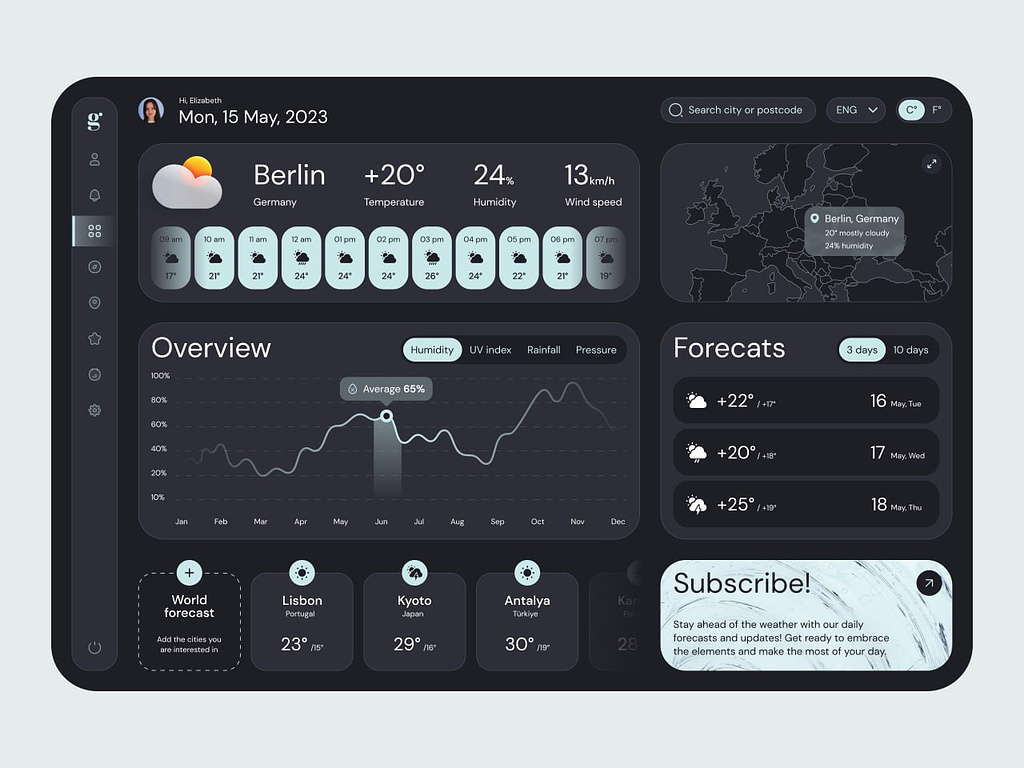 g
Hi, Elizabeth
Mon, 15 May, 2023
Search city or postcode
ENG
C° F°
Berlin
Germany
+20°
Temperature
24%
Humidity
13km/h
Wind speed
09 am 10 am 11 am 12 am 01 pm 02 pm 03 pm 04 pm 05 pm 06 pm 07 pm
17° 21° 21° 24° 24° 24° 26° 24° 22° 21° 19°
Berlin, Germany
20° mostly cloudy
24% humidity
Overview
Humidity UV index Rainfall Pressure
Average 65%
100%
80%
60%
40%
20%
10%
Jan Feb Mar Apr May Jun Jul Aug Sep Oct Nov Dec
Forecats
3 days 10 days
+22° / +17° 16 May, Tue
+20° / +18° 17 May, Wed
+25° / +19° 18 May, Thu
World
forecast
Add the cities you
are interested in
Lisbon
Portugal
23° /15°
Kyoto
Japan
29° /16°
Antalya
Türkiye
30° /19°
28
Subscribe!
Stay ahead of the weather with our daily
forecasts and updates! Get ready to embrace
the elements and make the most of your day.